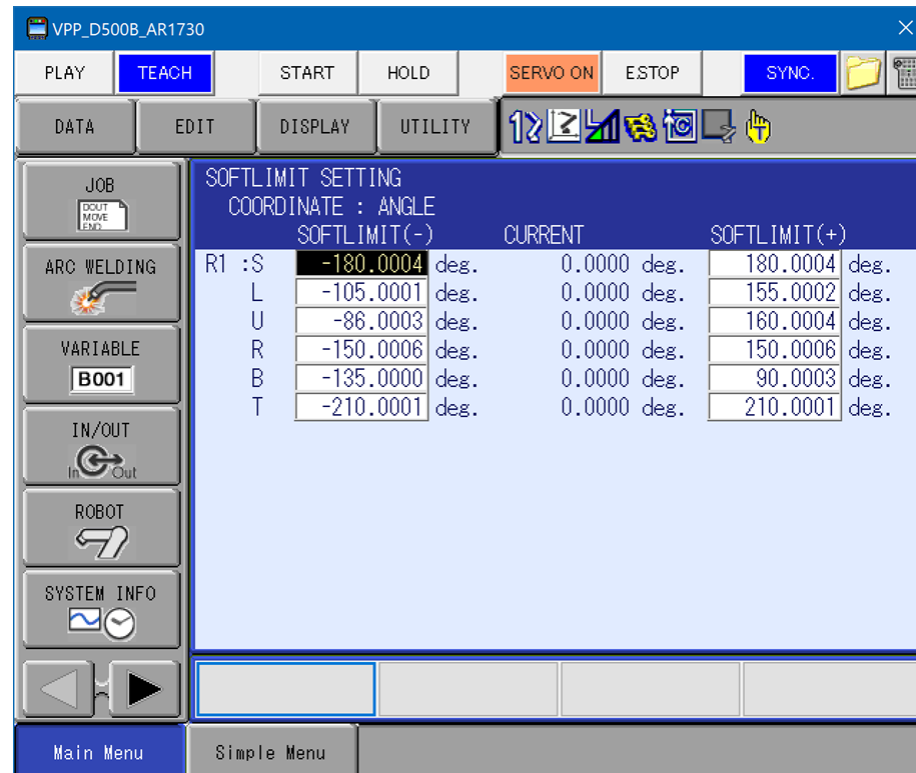 VPP_D500B_AR1730
PLAY TEACH START HOLD SERVO ON E.STOP SYNC.
DATA EDIT DISPLAY UTILITY
JOB
DOUT
MOVE
END
ARC WELDING
VARIABLE
B001
IN/OUT
In Out
ROBOT
SYSTEM INFO
SOFTLIMIT SETTING
COORDINATE : ANGLE
SOFTLIMIT(-) CURRENT SOFTLIMIT(+)
R1 :S -180.0004 deg. 0.0000 deg. 180.0004 deg.
L -105.0001 deg. 0.0000 deg. 155.0002 deg.
U -86.0003 deg. 0.0000 deg. 160.0004 deg.
R -150.0006 deg. 0.0000 deg. 150.0006 deg.
B -135.0000 deg. 0.0000 deg. 90.0003 deg.
T -210.0001 deg. 0.0000 deg. 210.0001 deg.
Main Menu Simple Menu